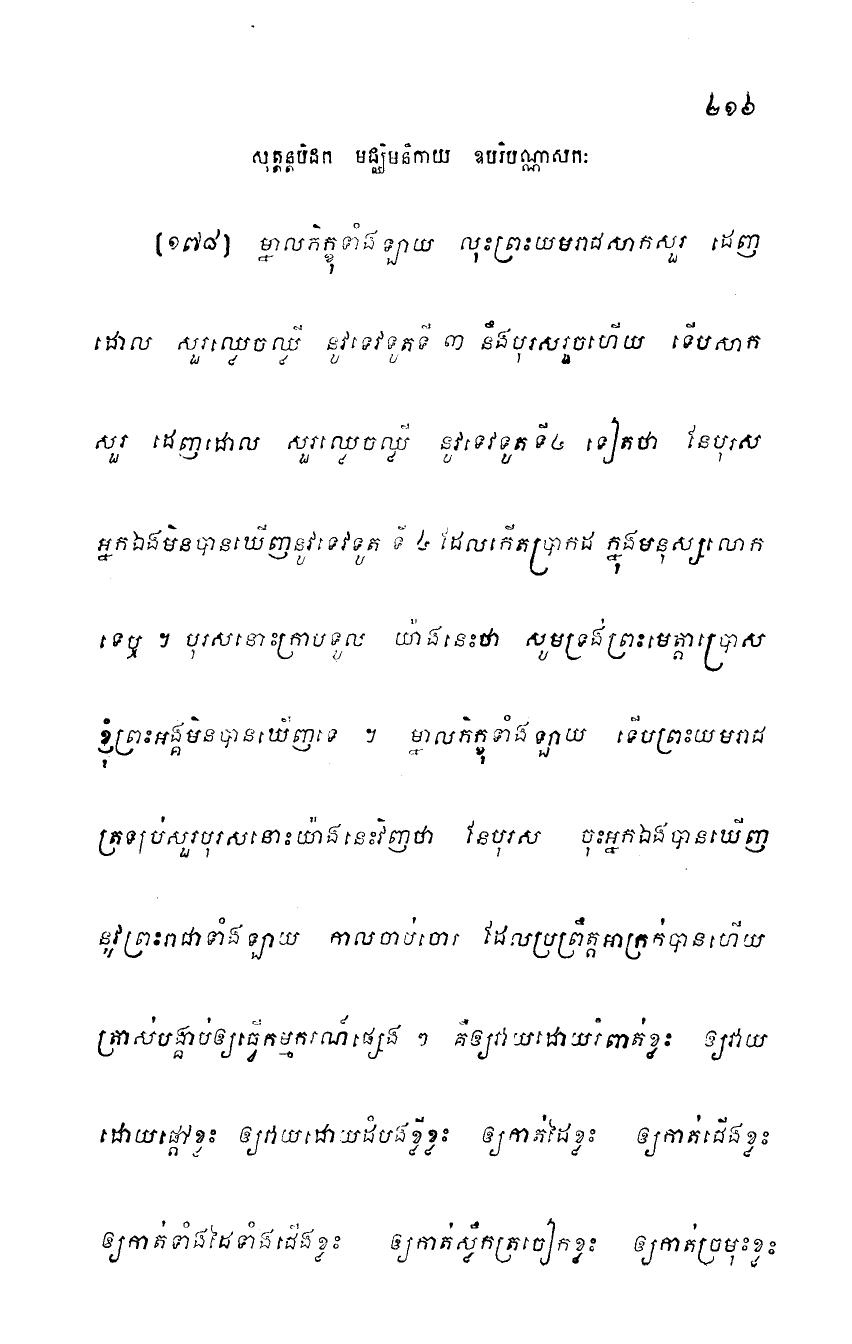 ២១៦
សុត្តន្តបិដក មជ្ឈិមនិកាយ ឧបរិបណ្ណាសកៈ
[១៧៨] ម្នាលភិក្ខុទាំងឡាយ លុះព្រះយមរាជសាកសួរ ដេញ
ដោល សួរឈ្វេចឈ្វី នូវទេវទូតទី ៣ នឹងបុរសរួចហើយ ទើបសាក
សួរ ដេញដោល សួរឈ្វេចឈ្វី នូវទេវទូតទី៤ ទៀតថា នែបុរស
អ្នកឯងមិនបានឃើញនូវទេវទូត ទី ៤ ដែលកើតប្រាកដ ក្នុងមនុស្សលោក
ទេឬ ។ បុរសនោះក្រាបទូល យ៉ាងនេះថា សូមទ្រង់ព្រះមេត្តាប្រោស
ខ្ញុំព្រះអង្គមិនបានឃើញទេ ។ ម្នាលភិក្ខុទាំងឡាយ ទើបព្រះយមរាជ
ត្រឡប់សួរបុរសនោះយ៉ាងនេះវិញថា នែបុរស ចុះអ្នកឯងបានឃើញ
នូវព្រះរាជាទាំងឡាយ កាលចាប់ចោរ ដែលប្រព្រឹត្តអាក្រក់បានហើយ
ត្រាស់បង្គាប់ឲ្យធ្វើកម្មករណ៍ផ្សេង ៗ គឺឲ្យវាយដោយរំពាត់ខ្លះ ឲ្យវាយ
ដោយផ្តៅខ្លះ ឲ្យវាយដោយដំបងខ្លីខ្លះ ឲ្យកាត់ដៃខ្លះ ឲ្យកាត់ជើងខ្លះ
ឲ្យកាត់ទាំងដៃទាំងជើងខ្លះ ឲ្យកាត់ស្លឹកត្រចៀកខ្លះ ឲ្យកាត់ច្រមុះខ្លះ